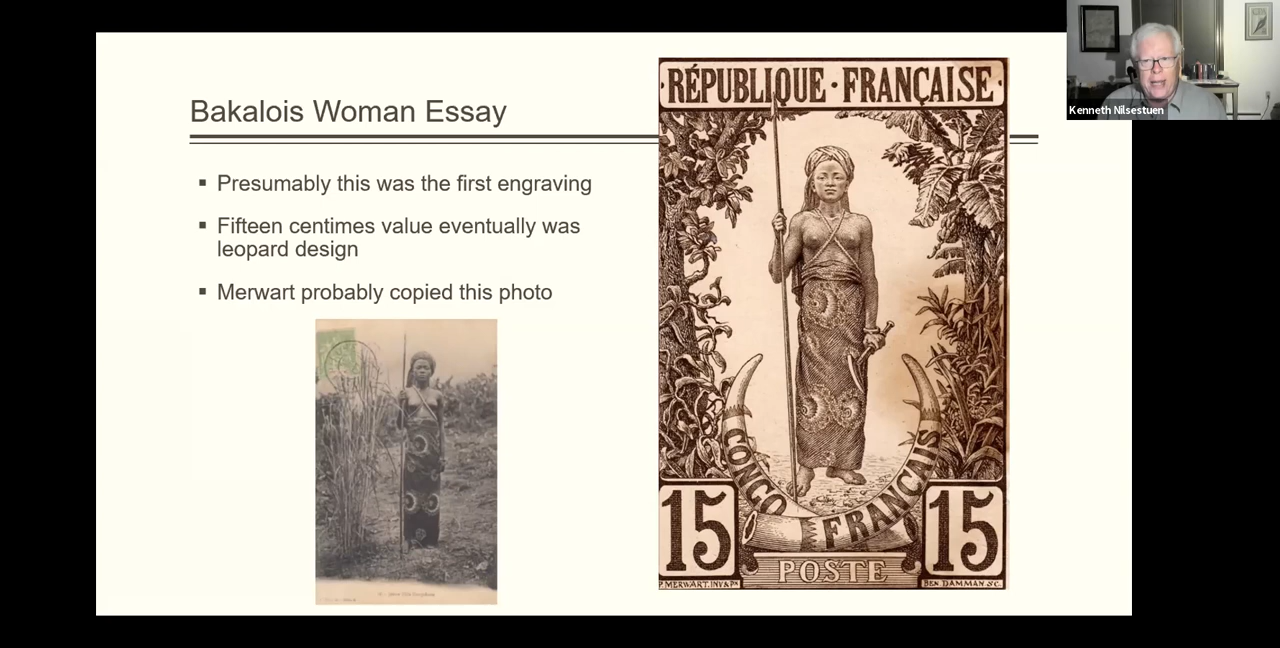 Bakalois Woman Essay
Presumably this was the first engraving
Fifteen centimes value eventually was
leopard design
Merwart probably copied this photo
RÉPUBLIQUE · FRANÇAISE
CONGO FRANÇAIS
15
15
POSTE
P. MERWART. INV & PX
BEN DAMMAN SC.
Kenneth Nilsestuen